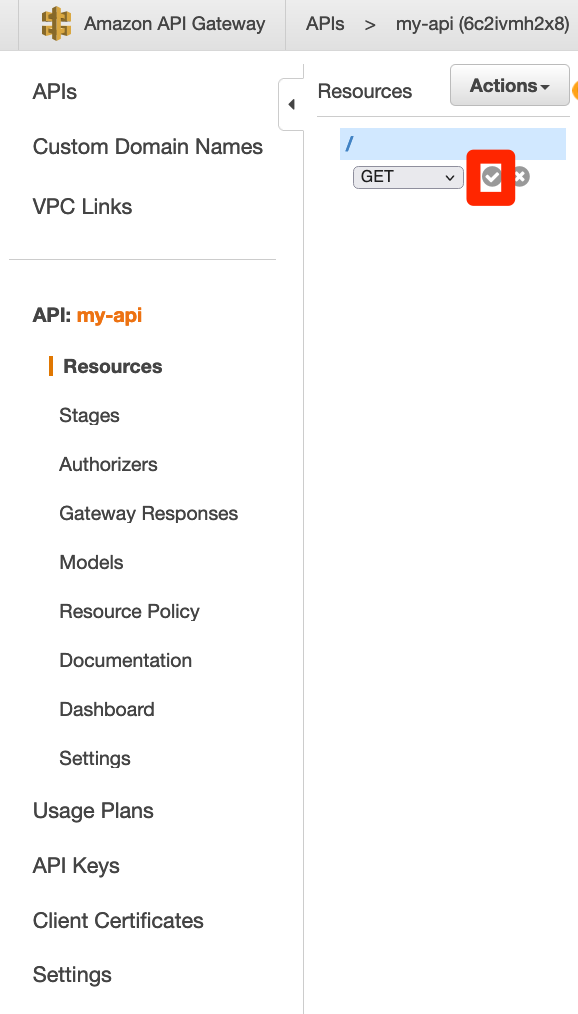 Amazon API Gateway APIs > my-api (6c2ivmh2x8)
APIs
Custom Domain Names
VPC Links
API: my-api
Resources
Stages
Authorizers
Gateway Responses
Models
Resource Policy
Documentation
Dashboard
Settings
Usage Plans
API Keys
Client Certificates
Settings
Resources Actions
/
GET